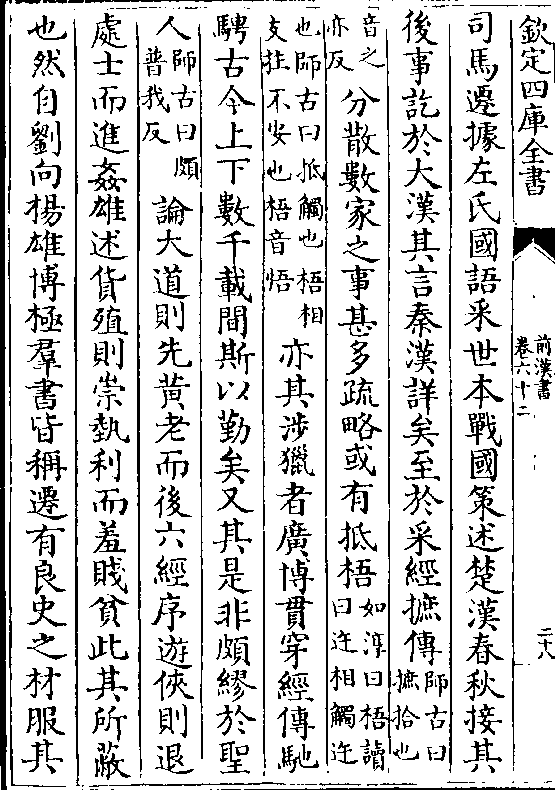 欽定四庫全書
前漢書
卷六十二
二十八
司馬遷據左氏國語采世本戰國策述楚漢春秋接其
後事訖於大漢其言秦漢詳矣至於采經摭傳
師古曰
摭拾也
音之
亦反
分散數家之事甚多疏略或有抵梧
如淳曰梧讀
曰迕相觸迕
也師古曰抵觸也梧相
支拄不安也梧音悟
亦其涉獵者廣博貫穿經傳馳
騁古今上下數千載間斯以勤矣又其是非頗繆於聖
人
師古曰頗
普我反
論大道則先黃老而後六經序遊俠則退
處士而進姦雄述貨殖則崇埶利而羞賤貧此其所蔽
也然自劉向楊雄博極羣書皆稱遷有良史之材服其